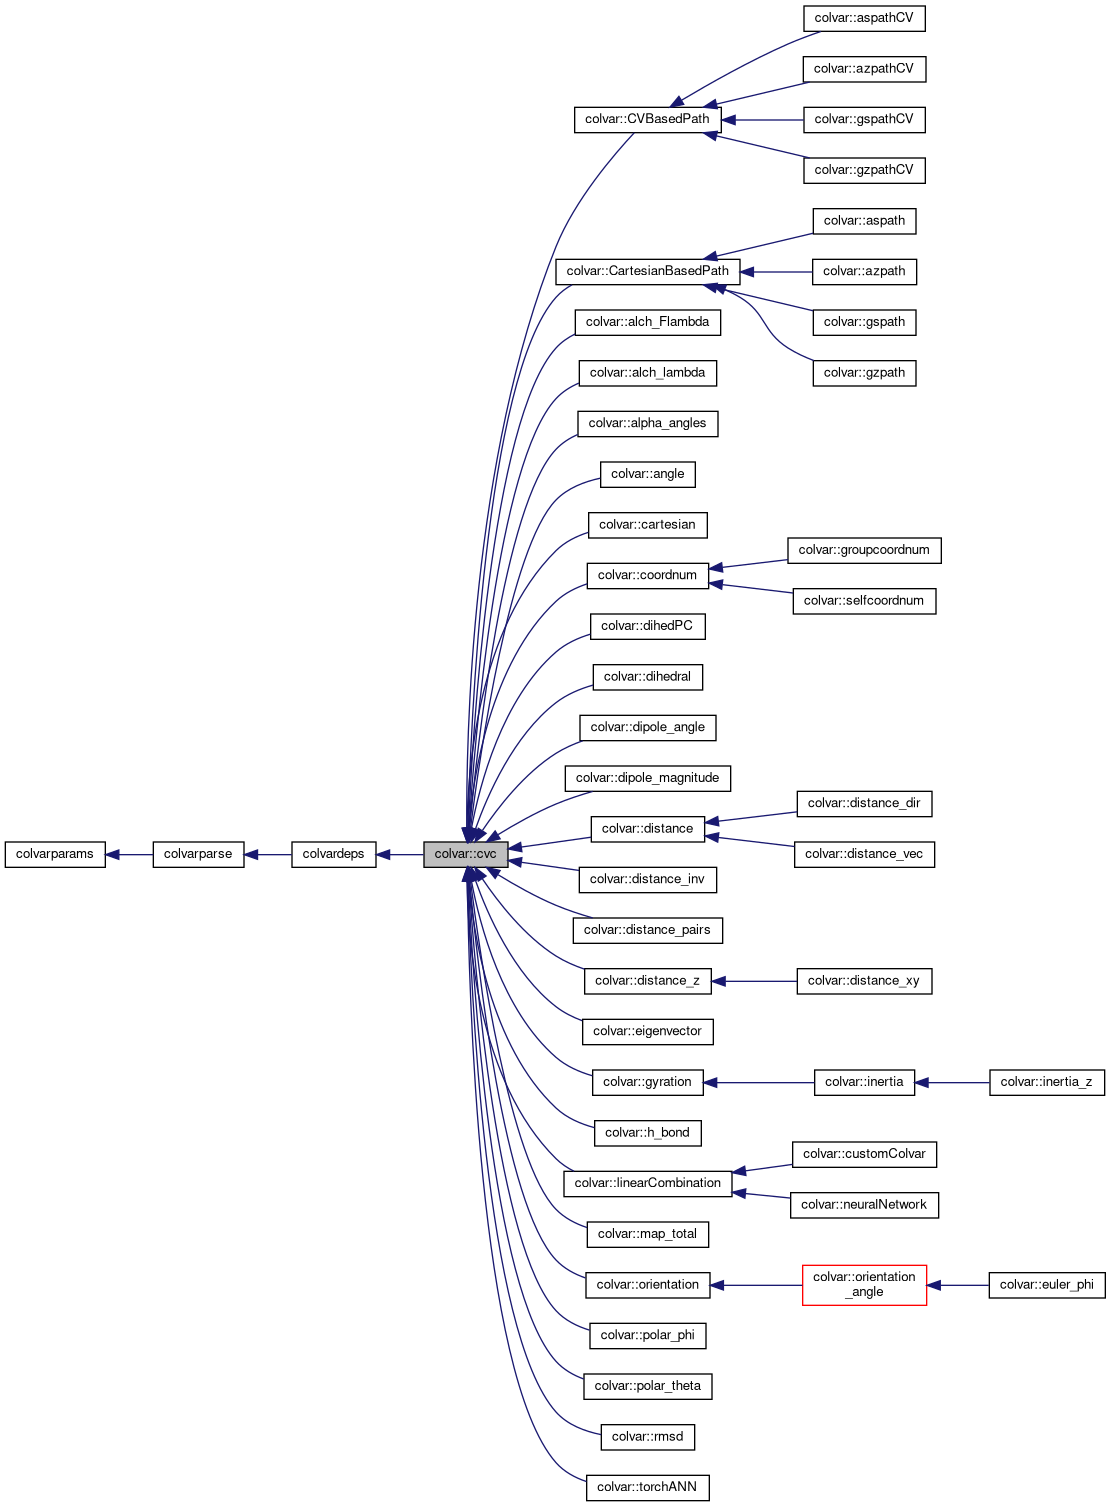 colvar::aspathCV
colvar::azpathCV
colvar::CVBasedPath
colvar::gspathCV
colvar::gzpathCV
colvar::aspath
colvar::CartesianBasedPath
colvar::azpath
colvar::alch_Flambda
colvar::gspath
colvar::alch_lambda
colvar::gzpath
colvar::alpha_angles
colvar::angle
colvar::cartesian
colvar::groupcoordnum
colvar::coordnum
colvar::selfcoordnum
colvar::dihedPC
colvar::dihedral
colvar::dipole_angle
colvar::dipole_magnitude
colvar::distance_dir
colvar::distance
colvarparams
colvarparse
colvardeps
colvar::cvc
colvar::distance_vec
colvar::distance_inv
colvar::distance_pairs
colvar::distance_z
colvar::distance_xy
colvar::eigenvector
colvar::gyration
colvar::inertia
colvar::inertia_z
colvar::h_bond
colvar::customColvar
colvar::linearCombination
colvar::neuralNetwork
colvar::map_total
colvar::orientation
colvar::orientation
_angle
colvar::euler_phi
colvar::polar_phi
colvar::polar_theta
colvar::rmsd
colvar::torchANN